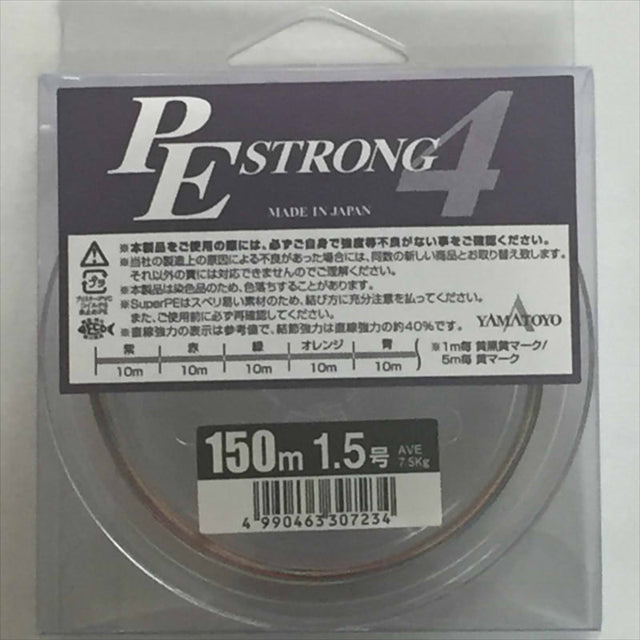 PE STRONG 4
MADE IN JAPAN
※本製品をご使用の際には、必ずご自身で強度等不良がない事をご確認ください。
※当社の製造上の原因による不良があった場合には、同数の新しい商品とお取り替え致します。
それ以外の責には対応できませんのでご理解ください。
※本製品は染色品のため、色落ちすることがあります。
※SuperPEはスベリ易い素材のため、結び方に充分注意を払ってください。
また、ご使用前に必ず再確認してください。
※直線強力の表示は参考値で、結節強力は直線強力の約40%です。
プラ
YAMATOYO
紫 赤 緑 オレンジ 青
10m 10m 10m 10m 10m
※1m毎 黄黒黄マーク/
5m毎 黄マーク
150m 1.5号 AVE 7.5Kg
4 990463 307234